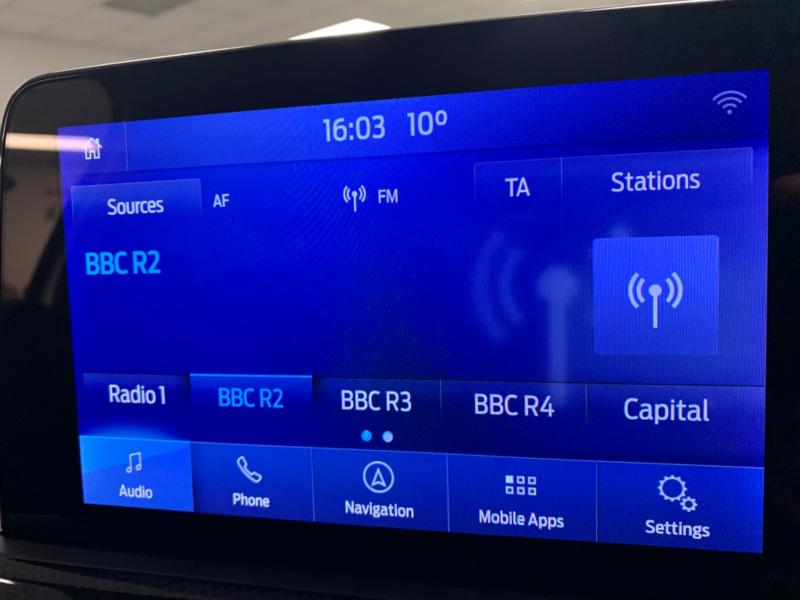 16:03 10°
Sources AF FM TA Stations
BBC R2
Radio 1 BBC R2 BBC R3 BBC R4 Capital
Audio Phone Navigation Mobile Apps Settings